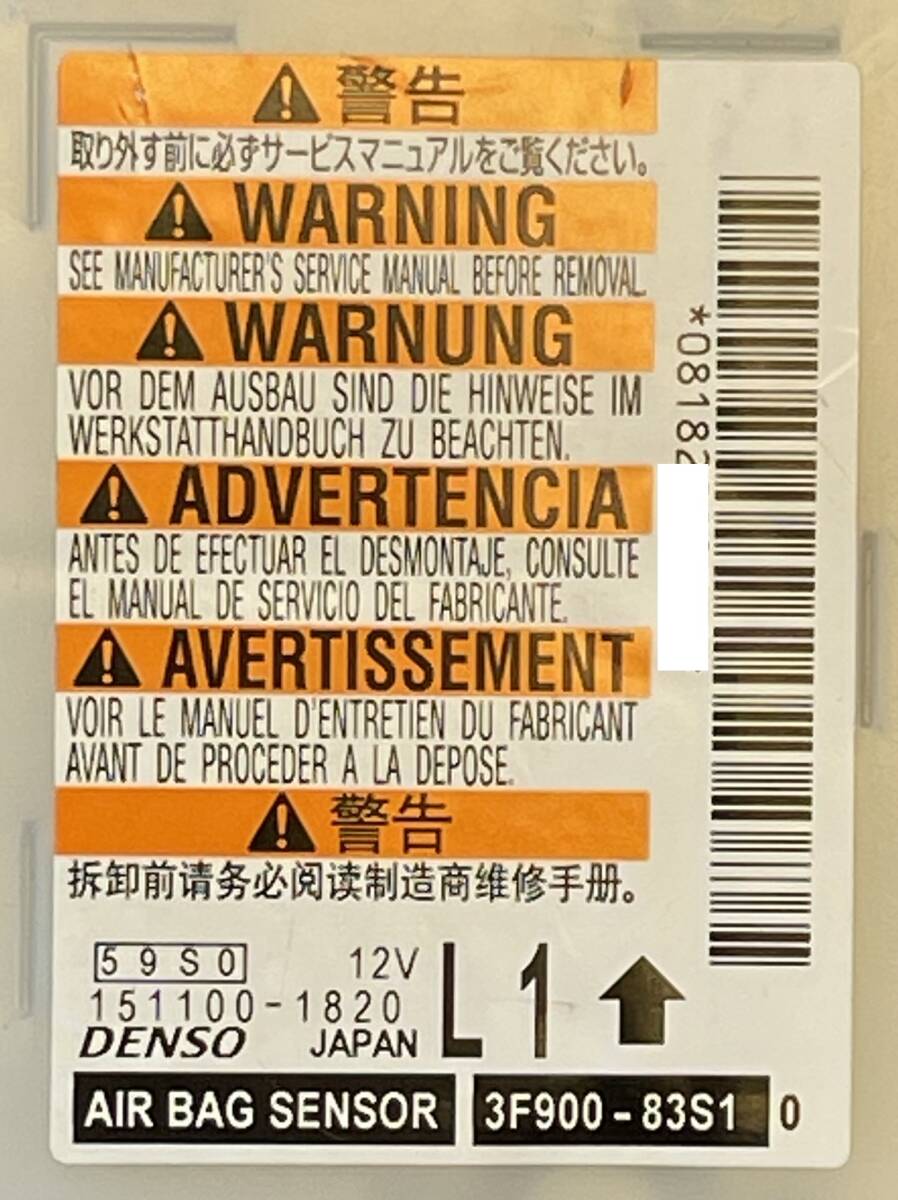 警告
取り外す前に必ずサービスマニュアルをご覧ください。
WARNING
SEE MANUFACTURER'S SERVICE MANUAL BEFORE REMOVAL.
WARNUNG
VOR DEM AUSBAU SIND DIE HINWEISE IM
WERKSTATTHANDBUCH ZU BEACHTEN.
ADVERTENCIA
ANTES DE EFECTUAR EL DESMONTAJE, CONSULTE
EL MANUAL DE SERVICIO DEL FABRICANTE.
AVERTISSEMENT
VOIR LE MANUEL D'ENTRETIEN DU FABRICANT
AVANT DE PROCEDER A LA DEPOSE.
警告
拆卸前请务必阅读制造商维修手册。
*08182
59S0 12V L 1
151100-1820
DENSO JAPAN
AIR BAG SENSOR 3F900-83S1 0